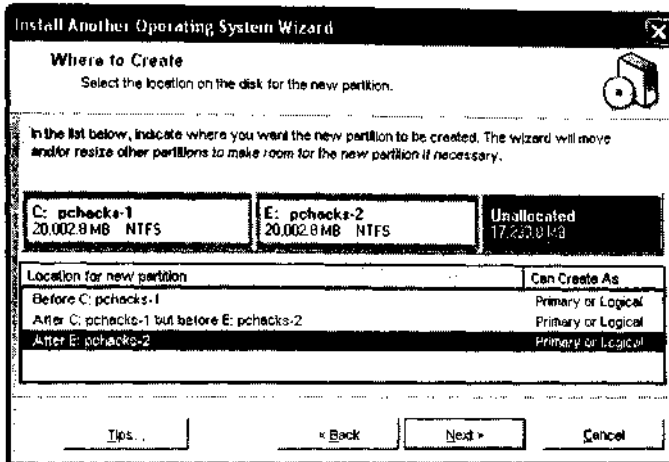 Install Another Operating System Wizard
Where to Create
Select the location on the disk for the new partition.
In the list below, indicate where you want the new partition to be created. The wizard will move
and/or resize other partitions to make room for the new partition if necessary.
C: pchacks-1
20,002.8 MB NTFS
E: pchacks-2
20,002.8 MB NTFS
Unallocated
MB
Location for new partition
Can Create As
Before C: pchacks-1
Primary or Logical
After C: pchacks-1 but before E: pchacks-2
Primary or Logical
After E: pchacks-2
Primary or Logical
Tips...
« Back
Next »
Cancel